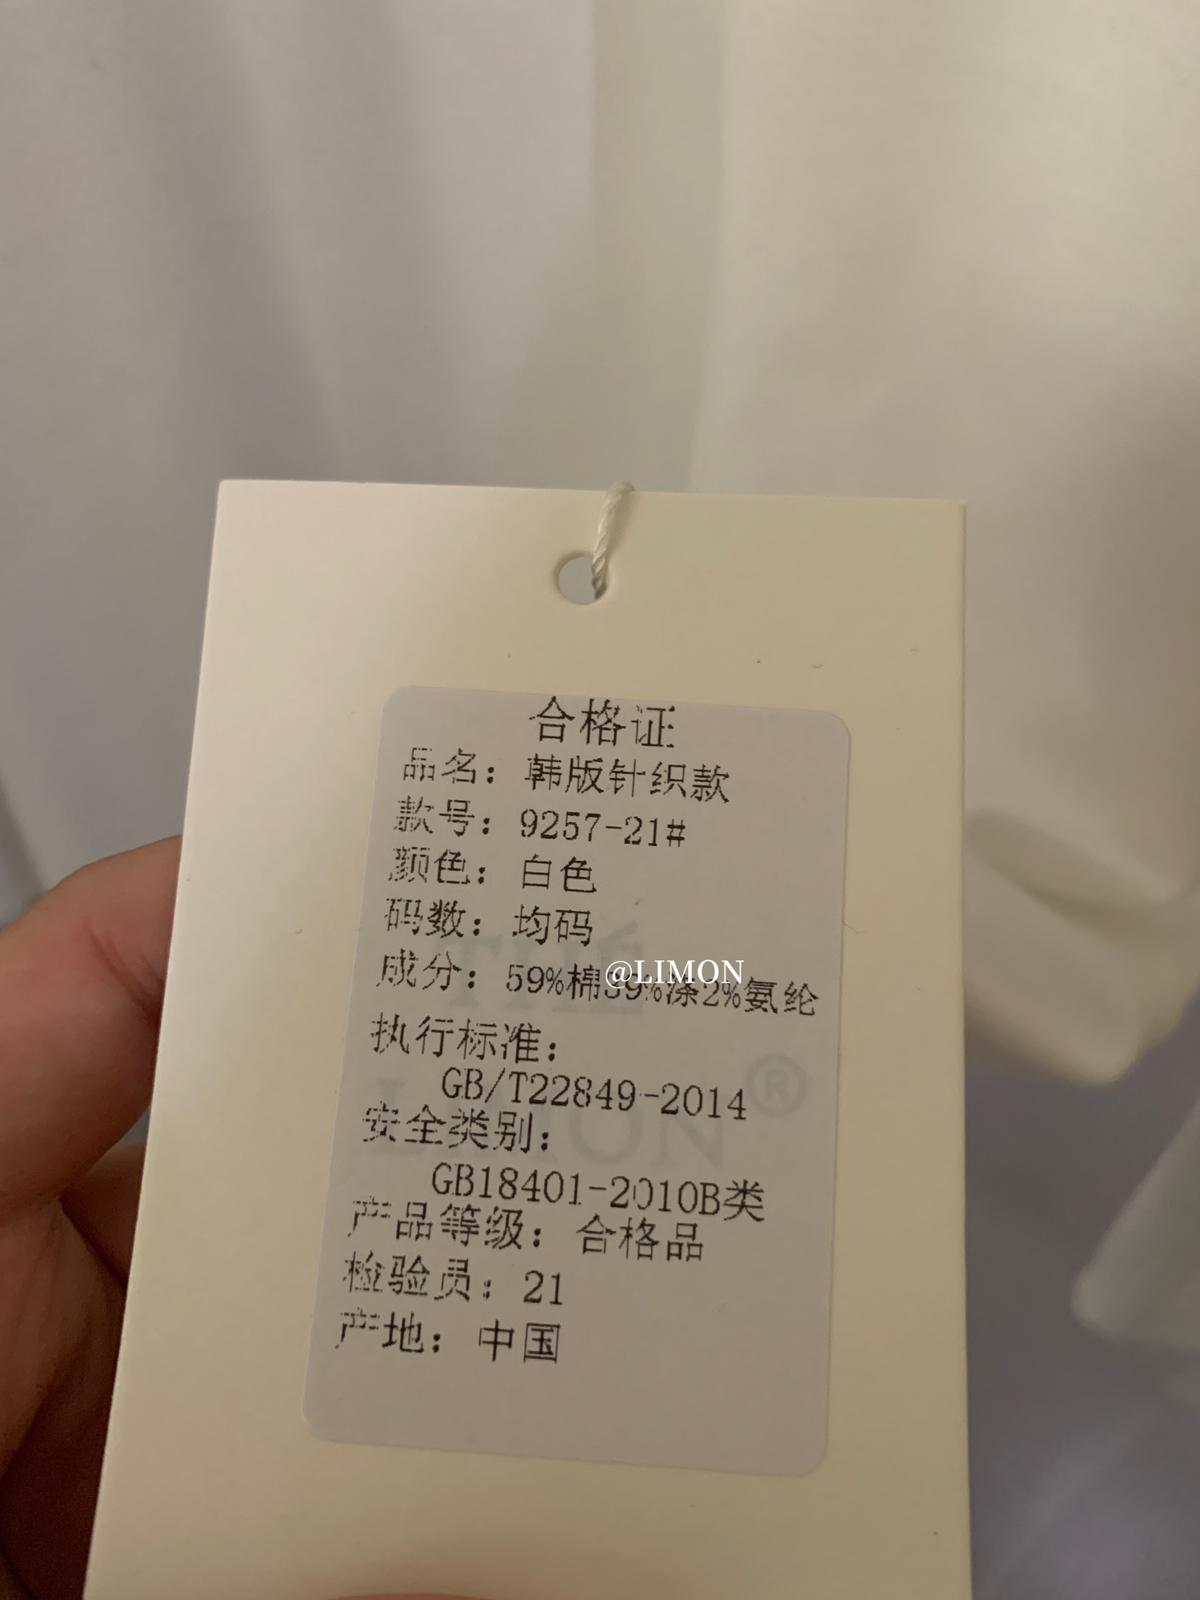 合格证
品名：韩版针织款
款号：9257-21#
颜色：白色
码数：均码
成分：59%棉39%涤2%氨纶
@LIMON
执行标准：
GB/T22849-2014
安全类别：
GB18401-2010B类
产品等级：合格品
检验员：21
产地：中国
THÉ
LIMON®